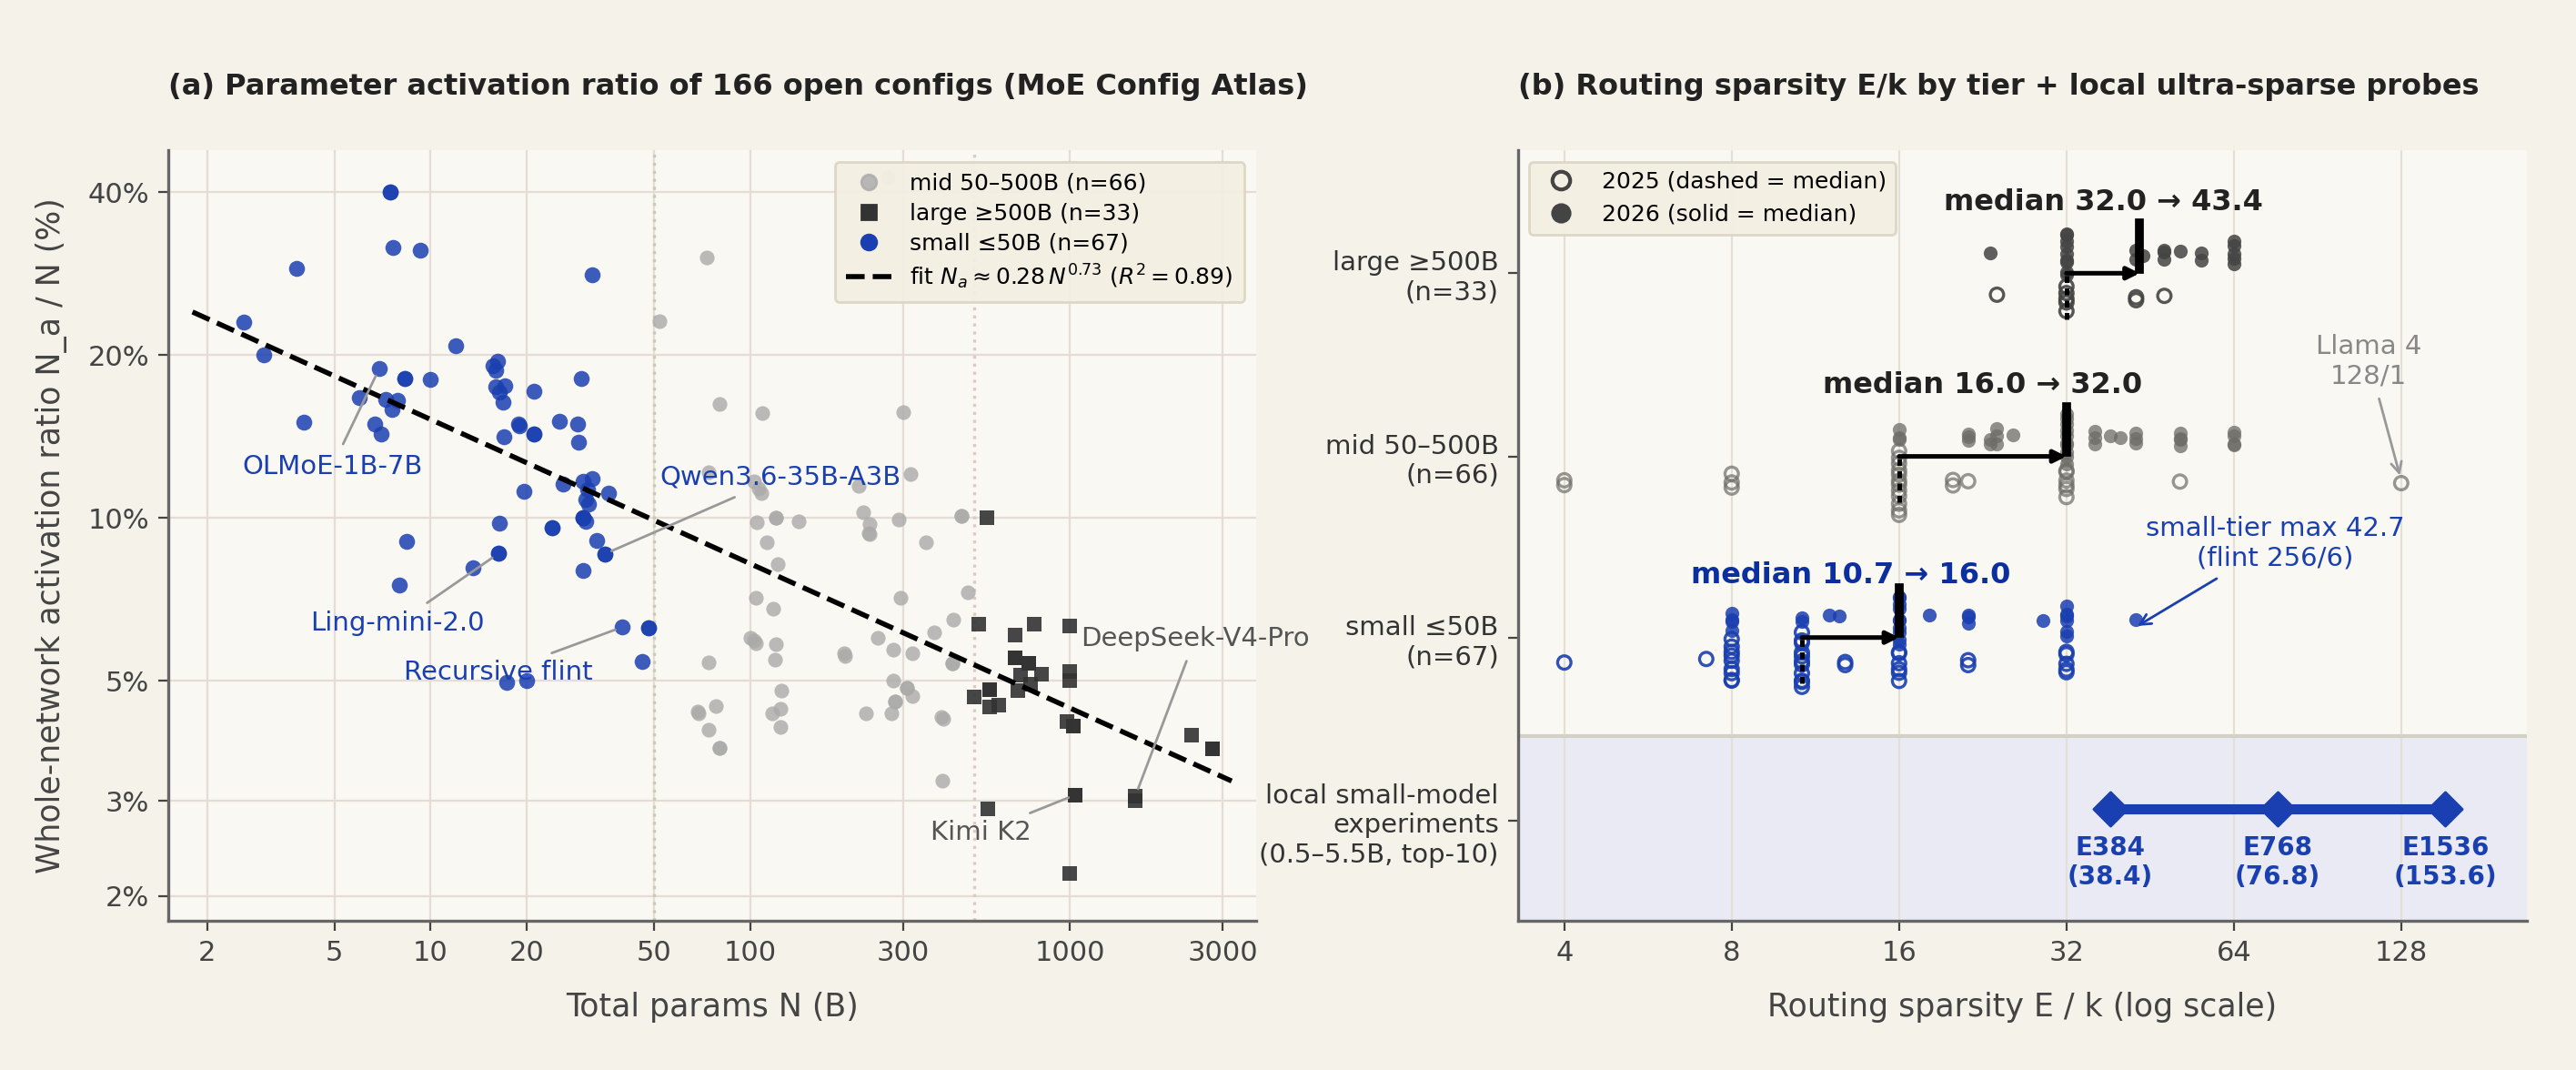 (a) Parameter activation ratio of 166 open configs (MoE Config Atlas)
Whole-network activation ratio N_a / N (%)
40%
20%
10%
5%
3%
2%
mid 50–500B (n=66)
large ≥500B (n=33)
small ≤50B (n=67)
fit Nₐ ≈ 0.28 N^0.73 (R² = 0.89)
OLMoE-1B-7B
Qwen3.6-35B-A3B
Ling-mini-2.0
Recursive flint
DeepSeek-V4-Pro
Kimi K2
2
5
10
20
50
100
300
1000
3000
Total params N (B)
(b) Routing sparsity E/k by tier + local ultra-sparse probes
2025 (dashed = median)
2026 (solid = median)
large ≥500B
(n=33)
mid 50–500B
(n=66)
small ≤50B
(n=67)
local small-model
experiments
(0.5–5.5B, top-10)
median 32.0 → 43.4
Llama 4
128/1
median 16.0 → 32.0
small-tier max 42.7
(flint 256/6)
median 10.7 → 16.0
E384
(38.4)
E768
(76.8)
E1536
(153.6)
4
8
16
32
64
128
Routing sparsity E / k (log scale)